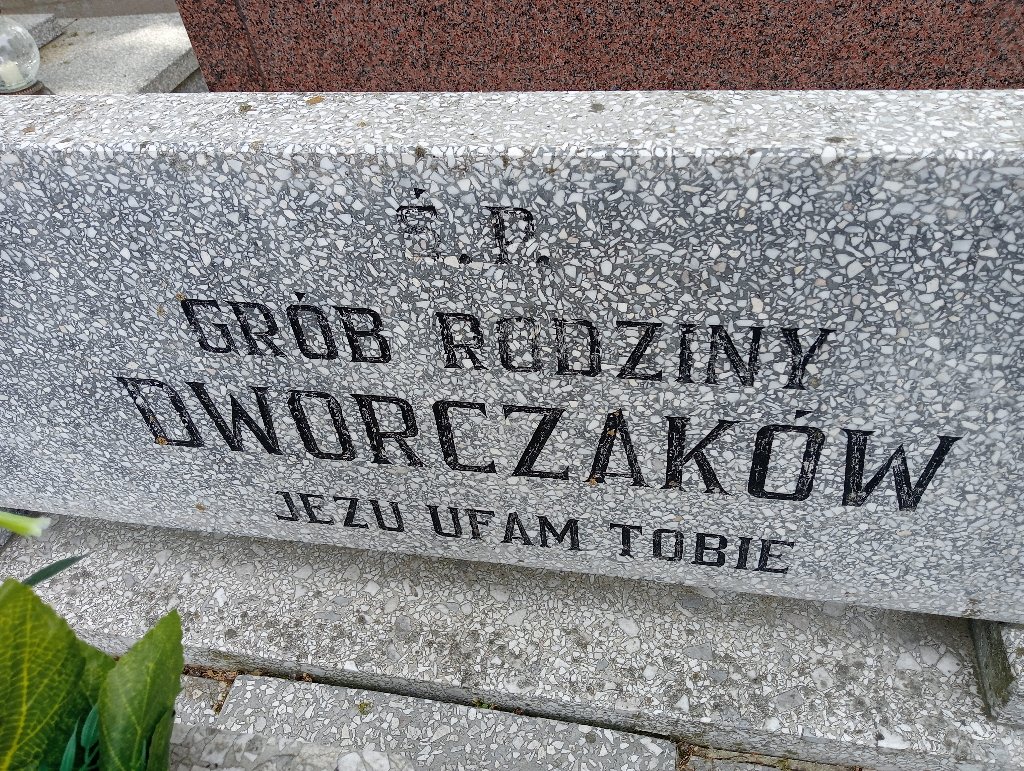 Ś.P.
GRÓB RODZINY
DWORCZAKÓW
JEZU UFAM TOBIE